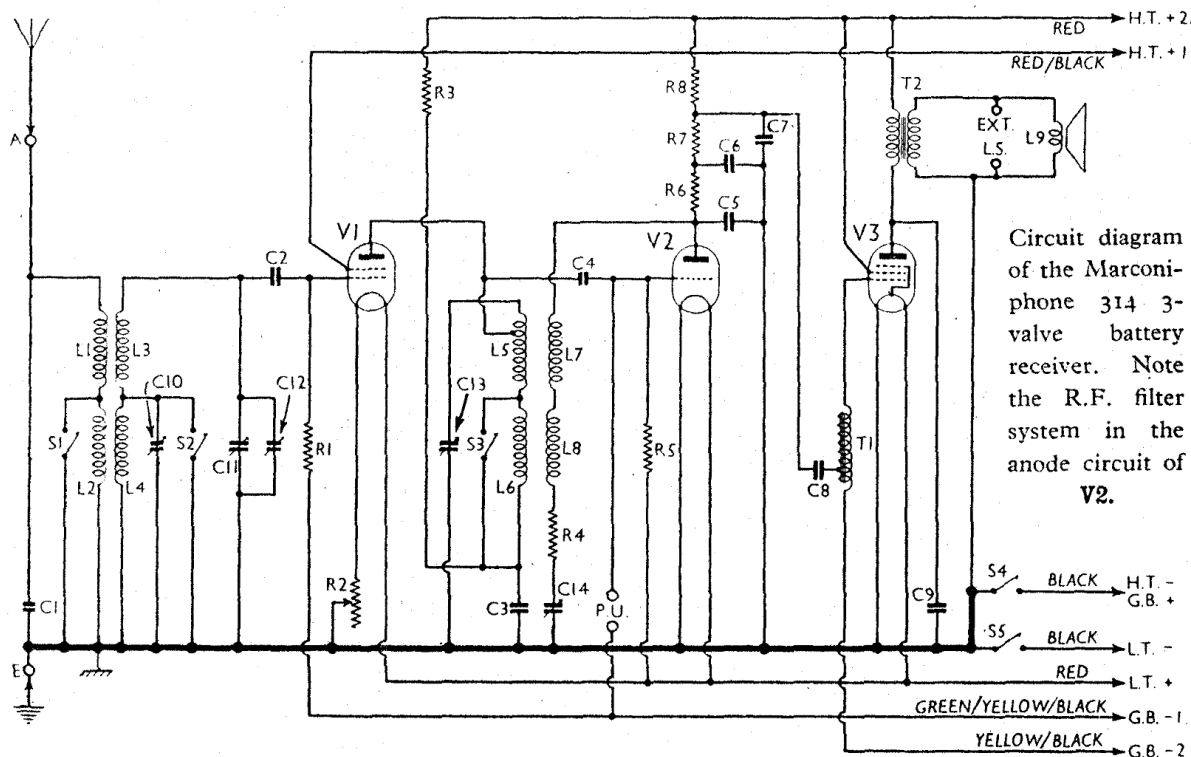 H.T. +2.
RED
H.T. +1
RED/BLACK
T2
R8
R3
C7
EXT.
L.S.
L9
A
R7
C6
R6
C5
V1
V2
V3
C2
C4
Circuit diagram
of the Marconi-
phone 314 3-
valve battery
receiver. Note
the R.F. filter
system in the
anode circuit of
V2.
L1
L3
L5
L7
C10
C12
C13
T1
S1
S2
C11
R1
S3
L8
R5
C8
L2
L4
L6
R4
R2
C14
C1
C3
P.U.
C9
S4
BLACK
H.T. -
G.B. +
S5
BLACK
L.T. -
E
RED
L.T. +
GREEN/YELLOW/BLACK
G.B. -1
YELLOW/BLACK
G.B. -2